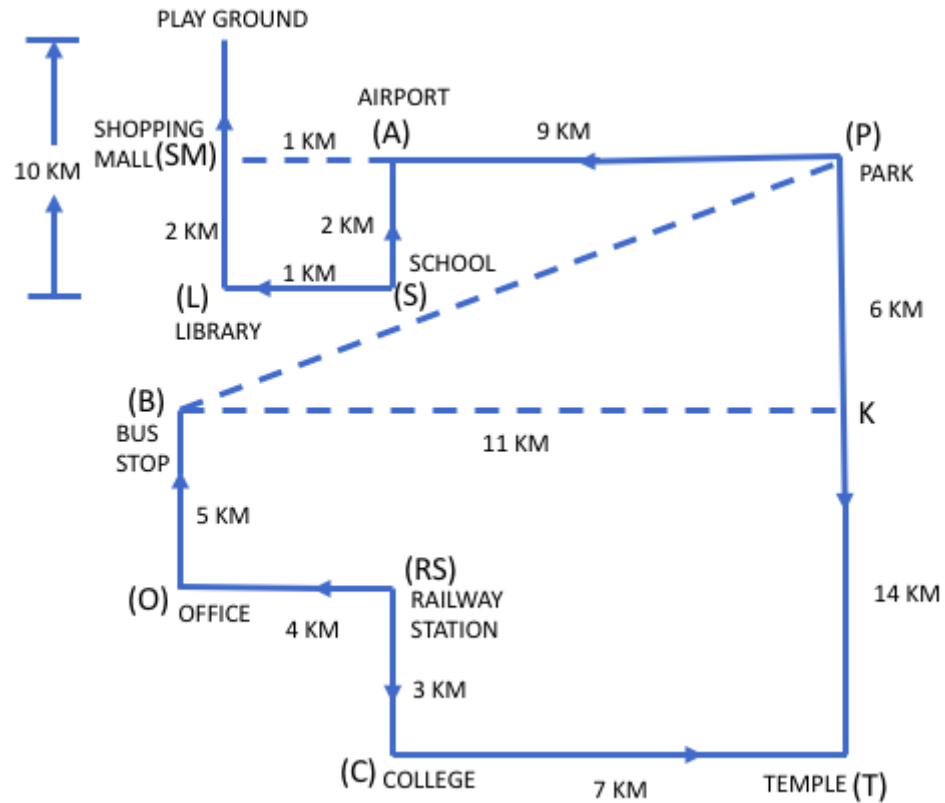 PLAY GROUND
AIRPORT
SHOPPING
MALL (SM)
1 KM
(A)
9 KM
(P)
PARK
10 KM
2 KM
2 KM
SCHOOL
1 KM
(L)
(S)
LIBRARY
6 KM
(B)
BUS
STOP
K
11 KM
5 KM
(RS)
RAILWAY
STATION
(O) OFFICE
4 KM
14 KM
3 KM
(C) COLLEGE
7 KM
TEMPLE (T)